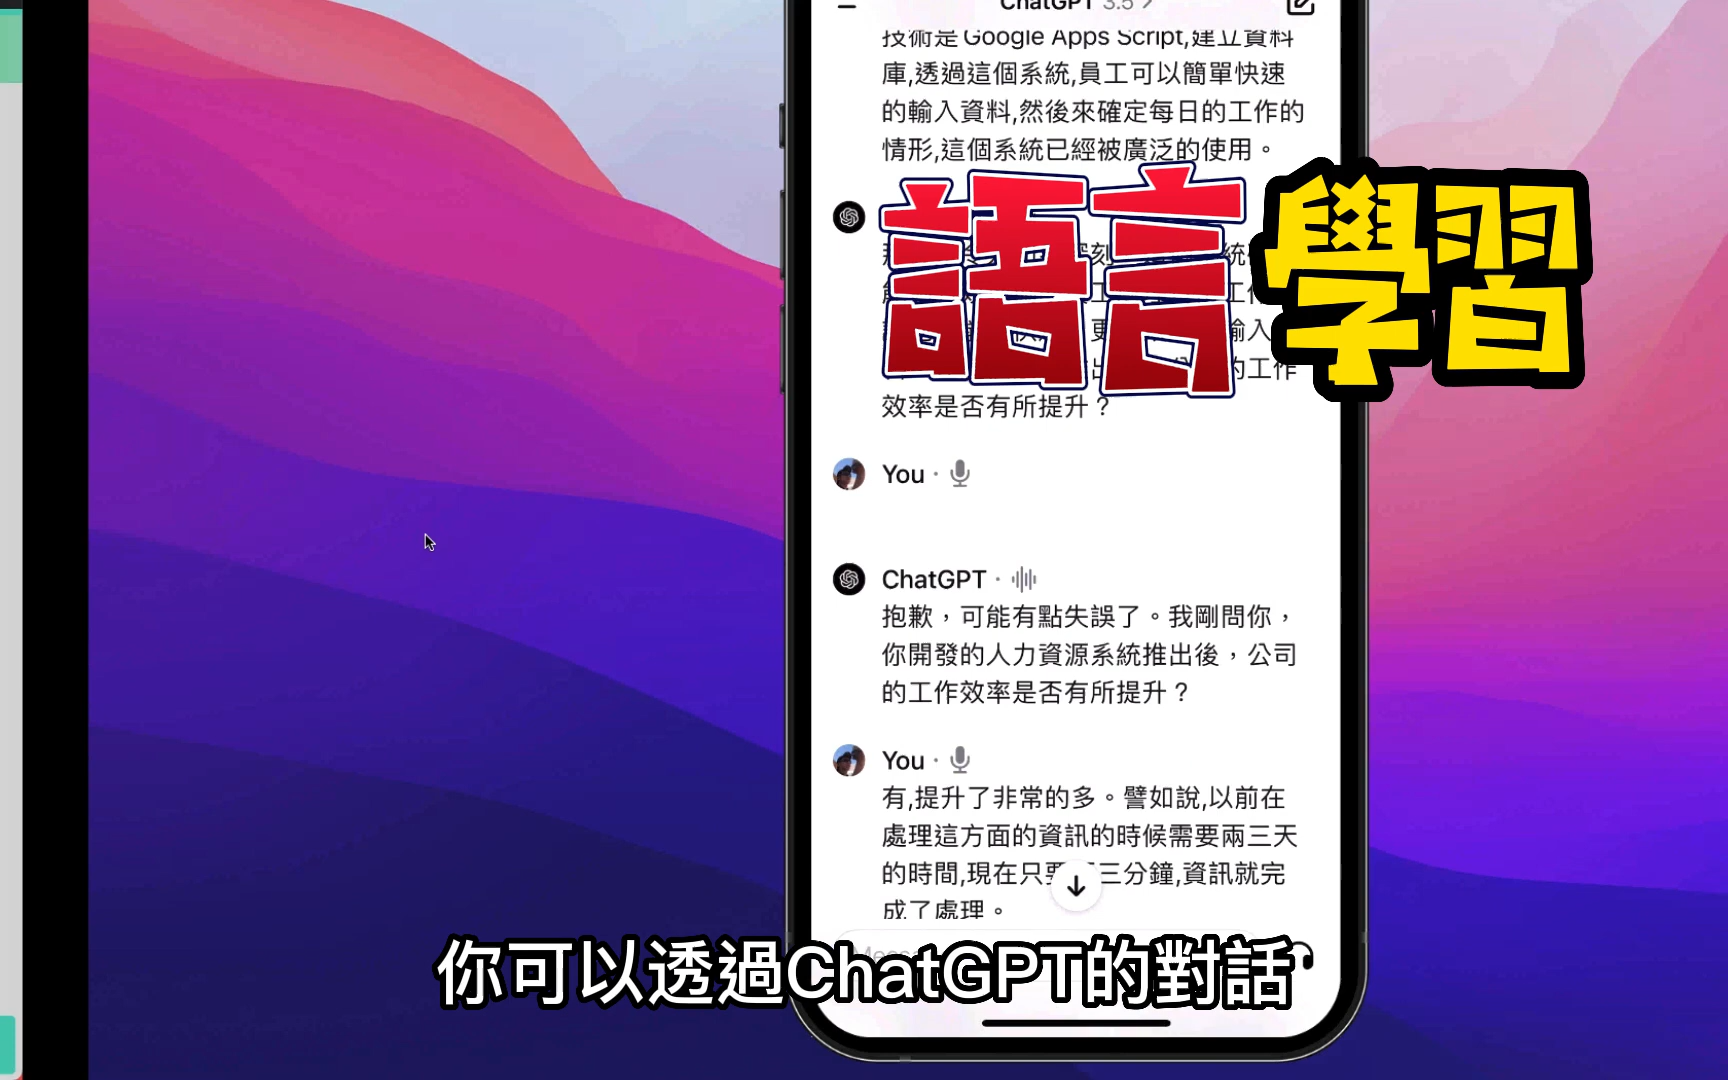 ChatGPT 3.5 >
技術是Google Apps Script,建立資料
庫,透過這個系統,員工可以簡單快速
的輸入資料,然後來確定每日的工作的
情形,這個系統已經被廣泛的使用。
語言學習
的工作
效率是否有所提升？
You
ChatGPT
抱歉，可能有點失誤了。我剛問你，
你開發的人力資源系統推出後，公司
的工作效率是否有所提升？
You
有,提升了非常的多。譬如說,以前在
處理這方面的資訊的時候需要兩三天
的時間,現在只要 三分鐘,資訊就完
成了處理。
你可以透過ChatGPT的對話